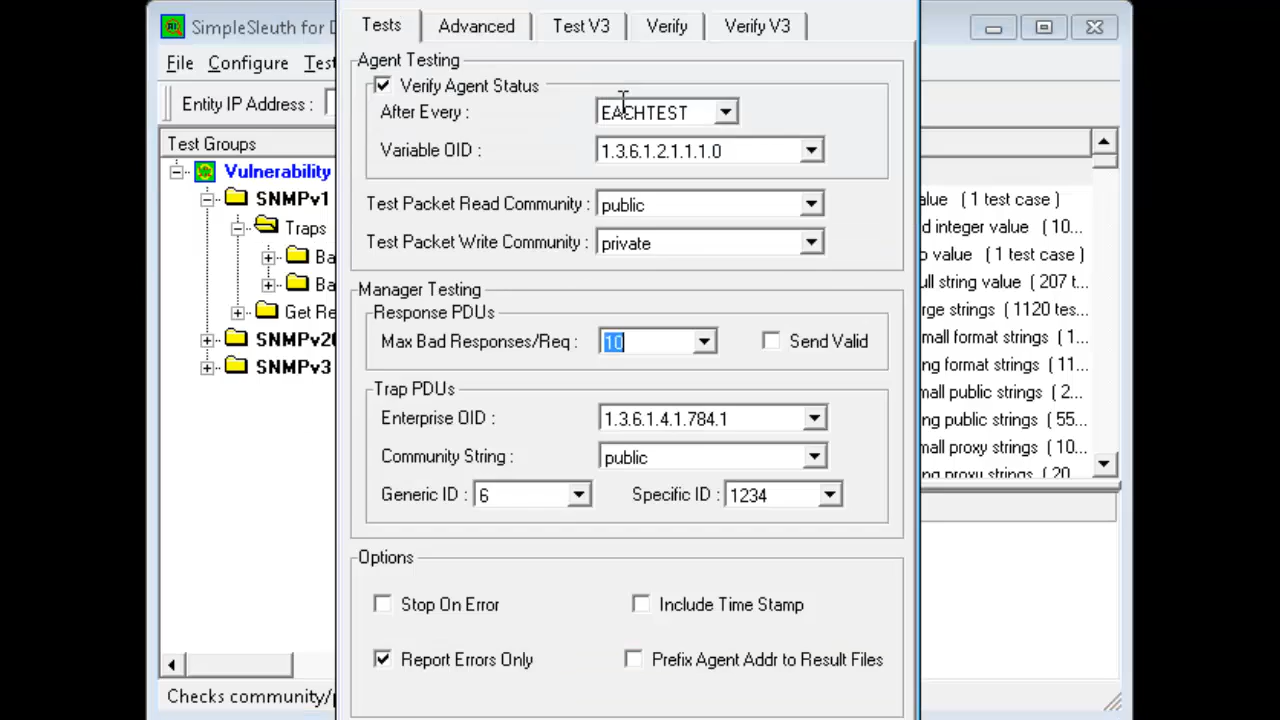 SimpleSleuth for D
File Configure Test
Entity IP Address :
Test Groups
Vulnerability
SNMPv1
Traps
Ba
Ba
Get Re
SNMPv20
SNMPv3
Checks community/p
Tests Advanced Test V3 Verify Verify V3
Agent Testing
Verify Agent Status
After Every : EACHTEST
Variable OID : 1.3.6.1.2.1.1.1.0
Test Packet Read Community : public
Test Packet Write Community : private
Manager Testing
Response PDUs
Max Bad Responses/Req : 10 Send Valid
Trap PDUs
Enterprise OID : 1.3.6.1.4.1.784.1
Community String : public
Generic ID : 6 Specific ID : 1234
Options
Stop On Error Include Time Stamp
Report Errors Only Prefix Agent Addr to Result Files
alue ( 1 test case )
d integer value ( 10...
o value ( 1 test case )
ull string value ( 207 t...
rge strings ( 1120 tes...
mall format strings ( 1...
ng format strings ( 11...
mall public strings ( 2...
ng public strings ( 55...
mall proxy strings ( 10...
ng proxy strings ( 20